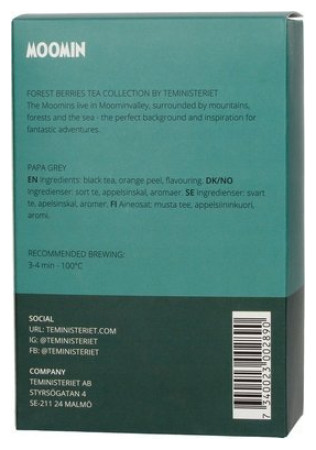 MOOMIN
FOREST BERRIES TEA COLLECTION BY TEMINISTERIET
The Moomins live in Moominvalley, surrounded by mountains,
forests and the sea - the perfect background and inspiration for
fantastic adventures.
PAPA GREY
EN Ingredients: black tea, orange peel, flavouring. DK/NO
Ingredienser: sort te, appelsinskal, aromaer. SE Ingredienser: svart
te, apelsinskal, aromer. FI Ainesosat: musta tee, appelsiininkuori,
aromi.
RECOMMENDED BREWING:
3-4 min - 100°C
SOCIAL
URL: TEMINISTERIET.COM
IG: @TEMINISTERIET
FB: @TEMINISTERIET
COMPANY
TEMINISTERIET AB
STYRSÖGATAN 4
SE-211 24 MALMÖ
7 340023 002890